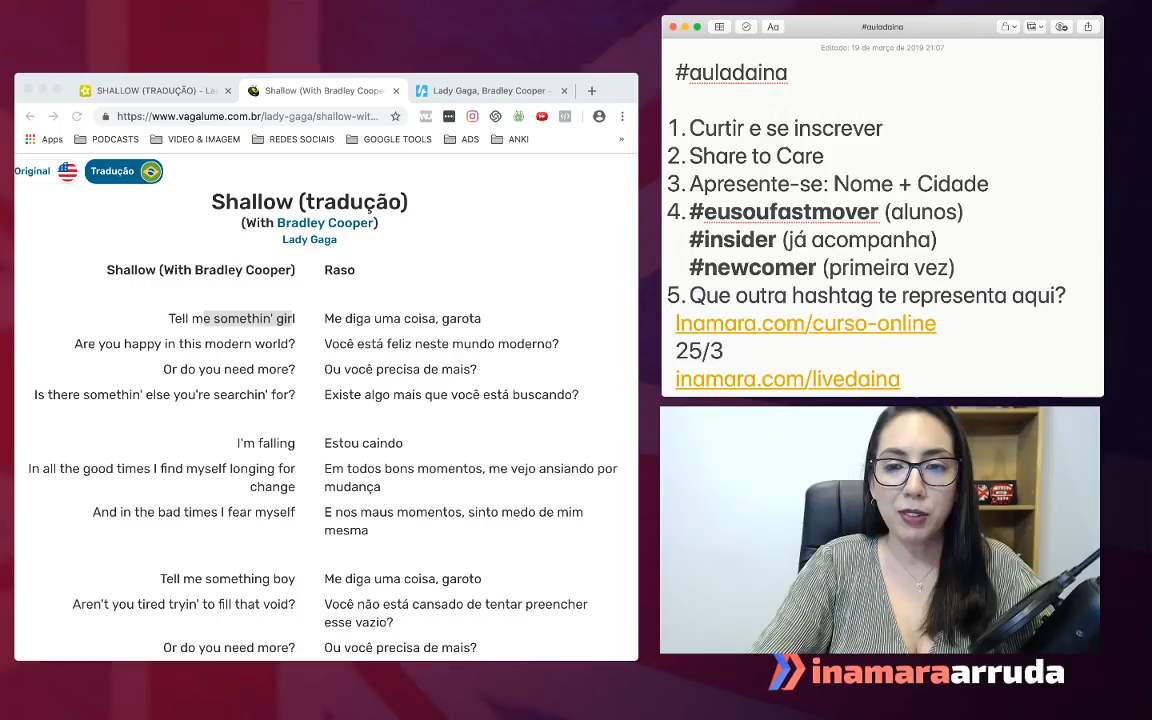 SHALLOW (TRADUÇÃO) - La
Shallow (With Bradley Coope
Lady Gaga, Bradley Cooper -
https://www.vagalume.com.br/lady-gaga/shallow-wit...
Apps
PODCASTS
VIDEO & IMAGEM
REDES SOCIAIS
GOOGLE TOOLS
ADS
ANKI
»
Original
Tradução
Shallow (tradução)
(With Bradley Cooper)
Lady Gaga
Shallow (With Bradley Cooper) Raso
Tell me somethin' girl Me diga uma coisa, garota
Are you happy in this modern world? Você está feliz neste mundo moderno?
Or do you need more? Ou você precisa de mais?
Is there somethin' else you're searchin' for? Existe algo mais que você está buscando?
I'm falling Estou caindo
In all the good times I find myself longing for Em todos bons momentos, me vejo ansiando por
change mudança
And in the bad times I fear myself E nos maus momentos, sinto medo de mim
mesma
Tell me something boy Me diga uma coisa, garoto
Aren't you tired tryin' to fill that void? Você não está cansado de tentar preencher
esse vazio?
Or do you need more? Ou você precisa de mais?
Aa
#auladaina
Editado: 19 de março de 2019 21:07
#auladaina
1. Curtir e se inscrever
2. Share to Care
3. Apresente-se: Nome + Cidade
4. #eusoufastmover (alunos)
#insider (já acompanha)
#newcomer (primeira vez)
5. Que outra hashtag te representa aqui?
Inamara.com/curso-online
25/3
inamara.com/livedaina
inamaraarruda